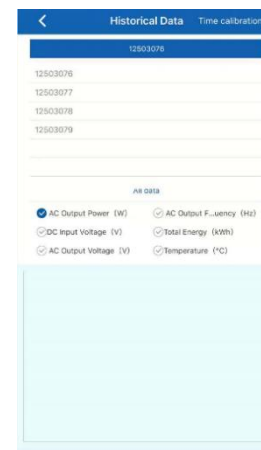 Historical Data Time calibration
12503076
12503076
12503077
12503078
12503079
All data
AC Output Power (W) AC Output F...uency (Hz)
DC Input Voltage (V) Total Energy (kWh)
AC Output Voltage (V) Temperature (°C)